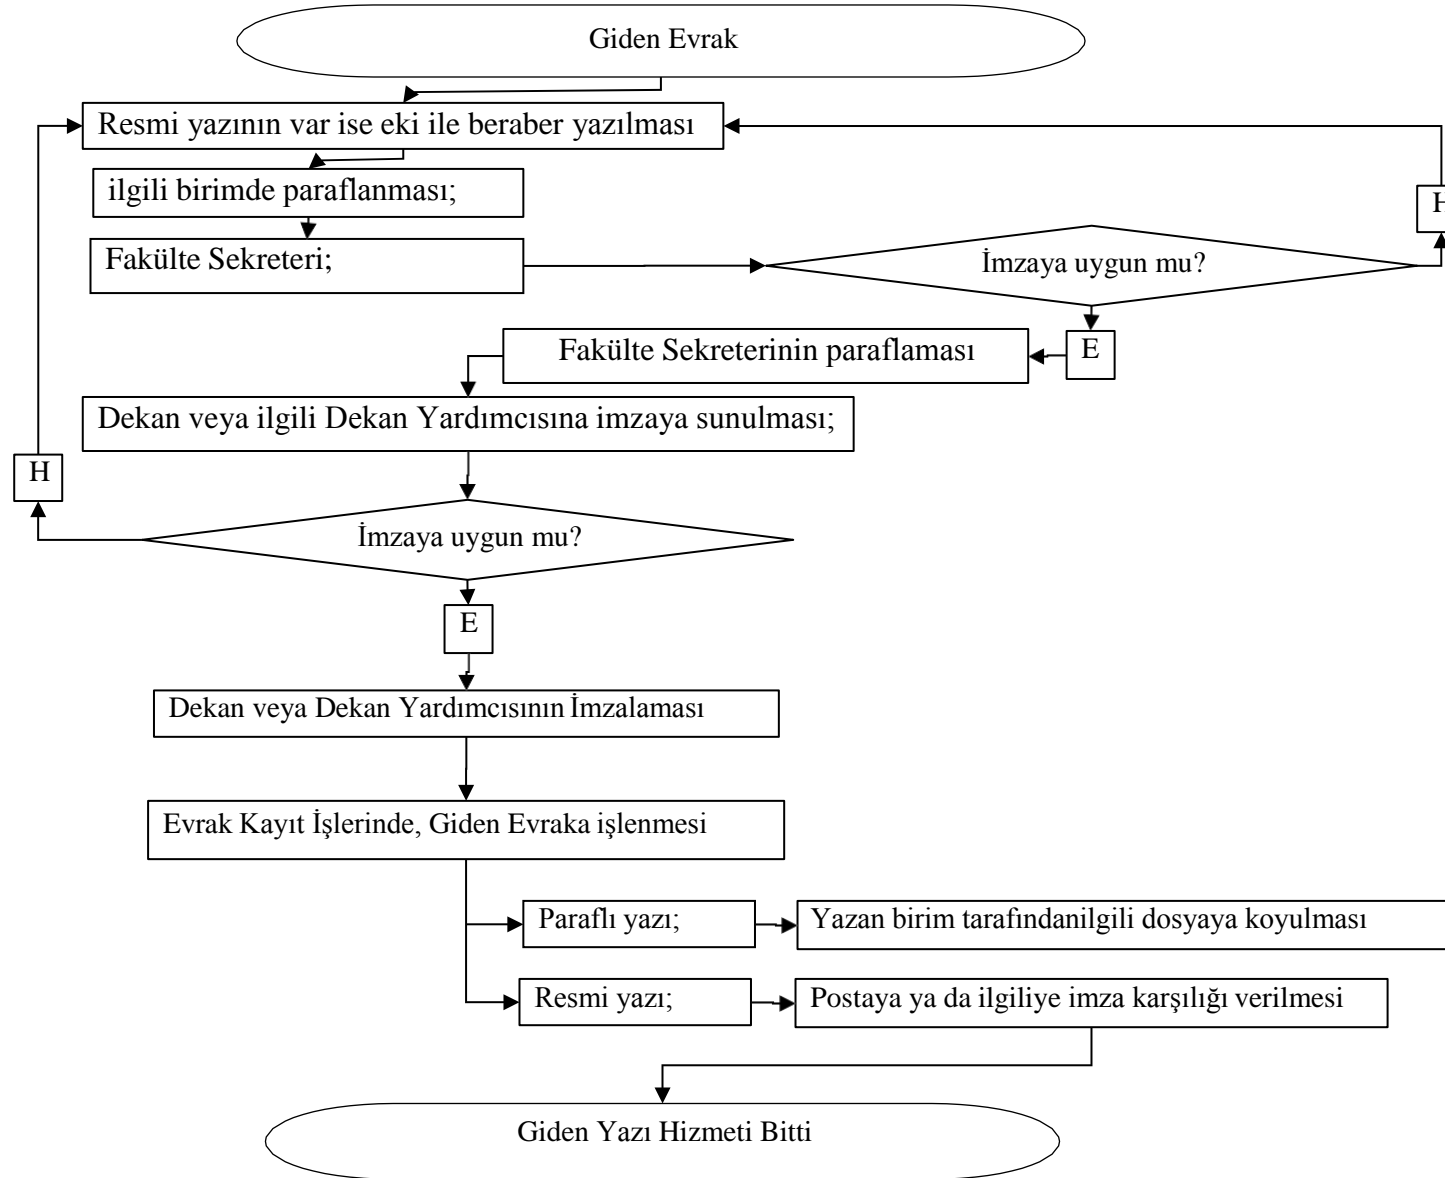 Giden Evrak
Resmi yazının var ise eki ile beraber yazılması
ilgili birimde paraflanması;
H
Fakülte Sekreteri;
İmzaya uygun mu?
Fakülte Sekreterinin paraflaması
E
Dekan veya ilgili Dekan Yardımcısına imzaya sunulması;
H
İmzaya uygun mu?
E
Dekan veya Dekan Yardımcısının İmzalaması
Evrak Kayıt İşlerinde, Giden Evraka işlenmesi
Paraflı yazı;
Yazan birim tarafındanilgili dosyaya koyulması
Resmi yazı;
Postaya ya da ilgiliye imza karşılığı verilmesi
Giden Yazı Hizmeti Bitti